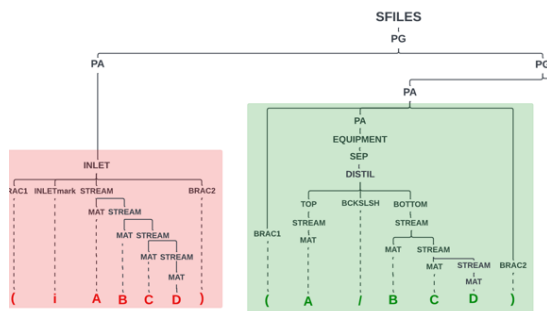 SFILES
PG
PA
PG
PA
PA
EQUIPMENT
INLET
SEP
DISTIL
RAC1 INLETmark STREAM BRAC2
TOP BCKSLSH BOTTOM
MAT STREAM
STREAM STREAM
BRAC1 MAT BRAC2
MAT STREAM
MAT STREAM
MAT STREAM
MAT STREAM
MAT
MAT
( i A B C D )
( A / B C D )